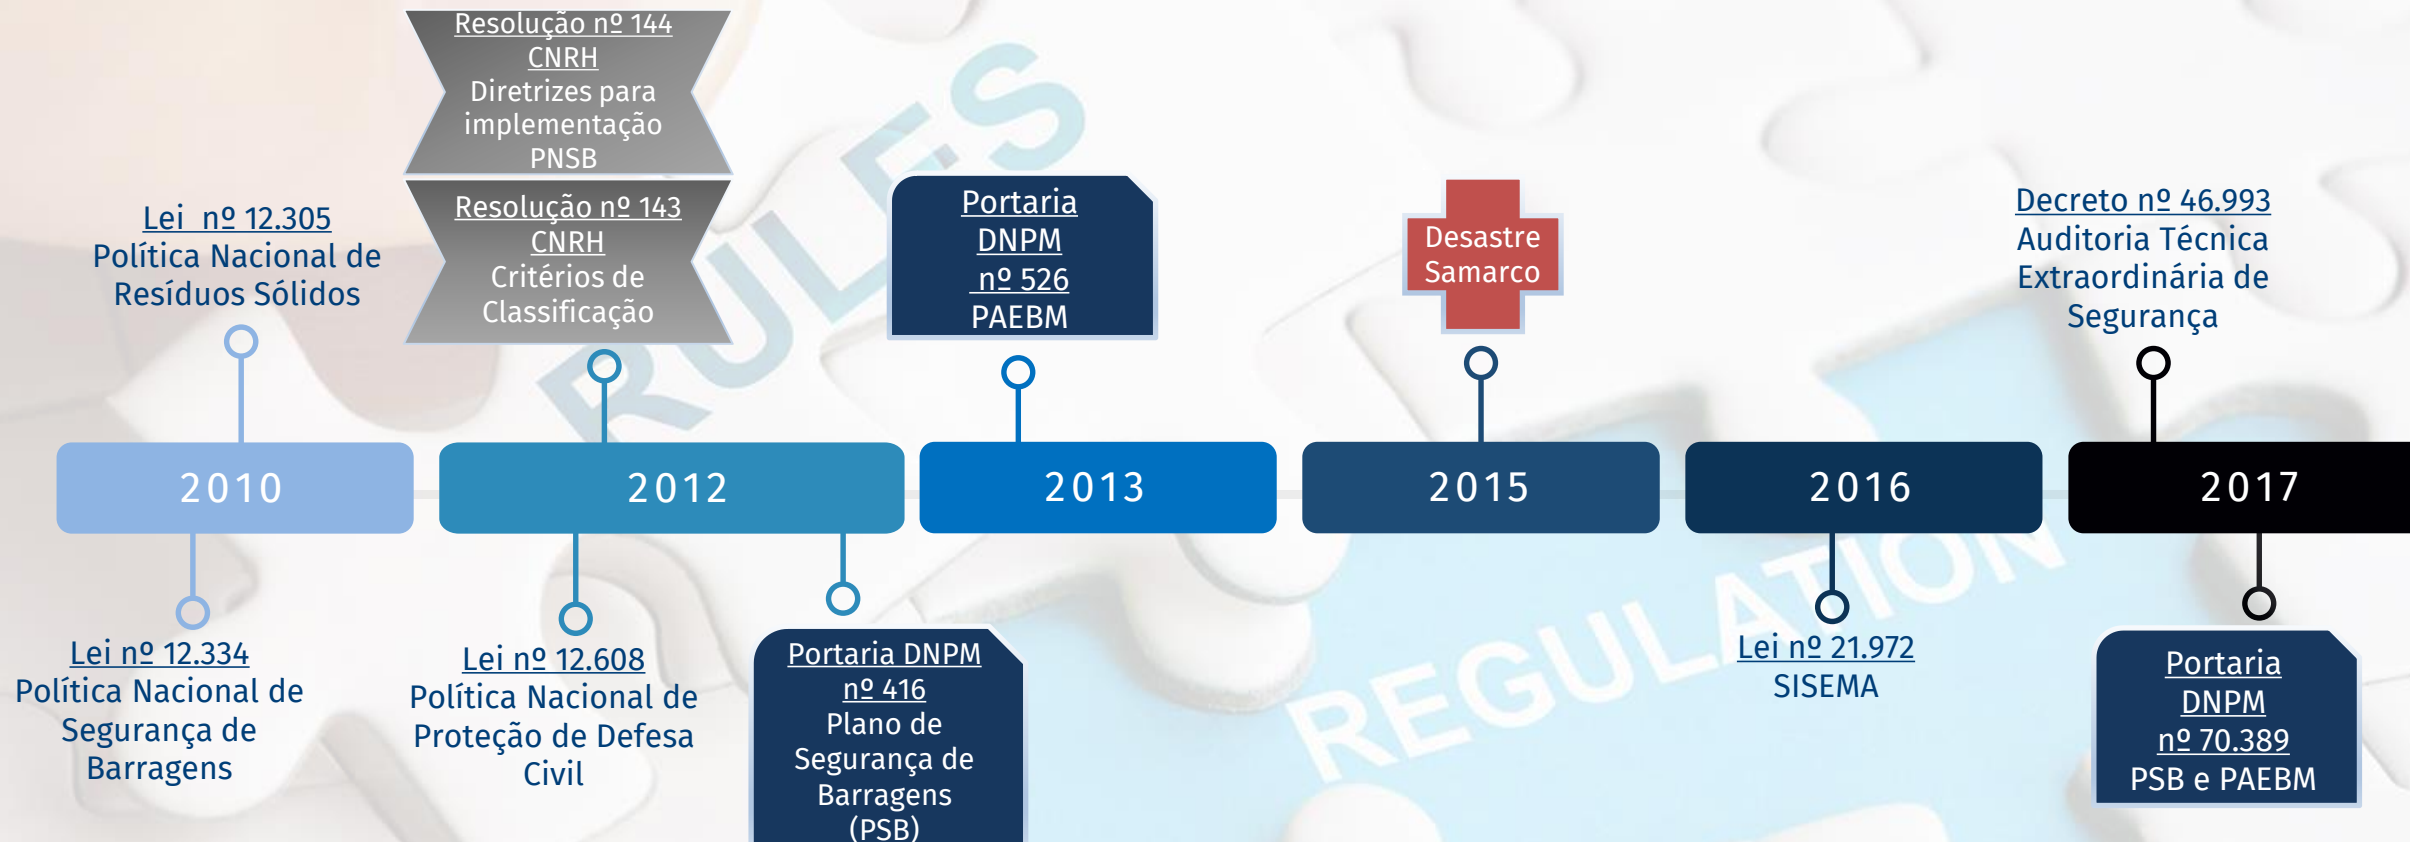 Resolução nº 144
CNRH
Diretrizes para
implementação
PNSB
Resolução nº 143
CNRH
Critérios de
Classificação
Lei nº 12.305
Política Nacional de
Resíduos Sólidos
Portaria
DNPM
nº 526
PAEBM
Desastre
Samarco
Decreto nº 46.993
Auditoria Técnica
Extraordinária de
Segurança
RULES
2010
2012
2013
2015
2016
2017
REGULATION
Lei nº 12.334
Política Nacional de
Segurança de
Barragens
Lei nº 12.608
Política Nacional de
Proteção de Defesa
Civil
Portaria DNPM
nº 416
Plano de
Segurança de
Barragens
(PSB)
Lei nº 21.972
SISEMA
Portaria
DNPM
nº 70.389
PSB e PAEBM